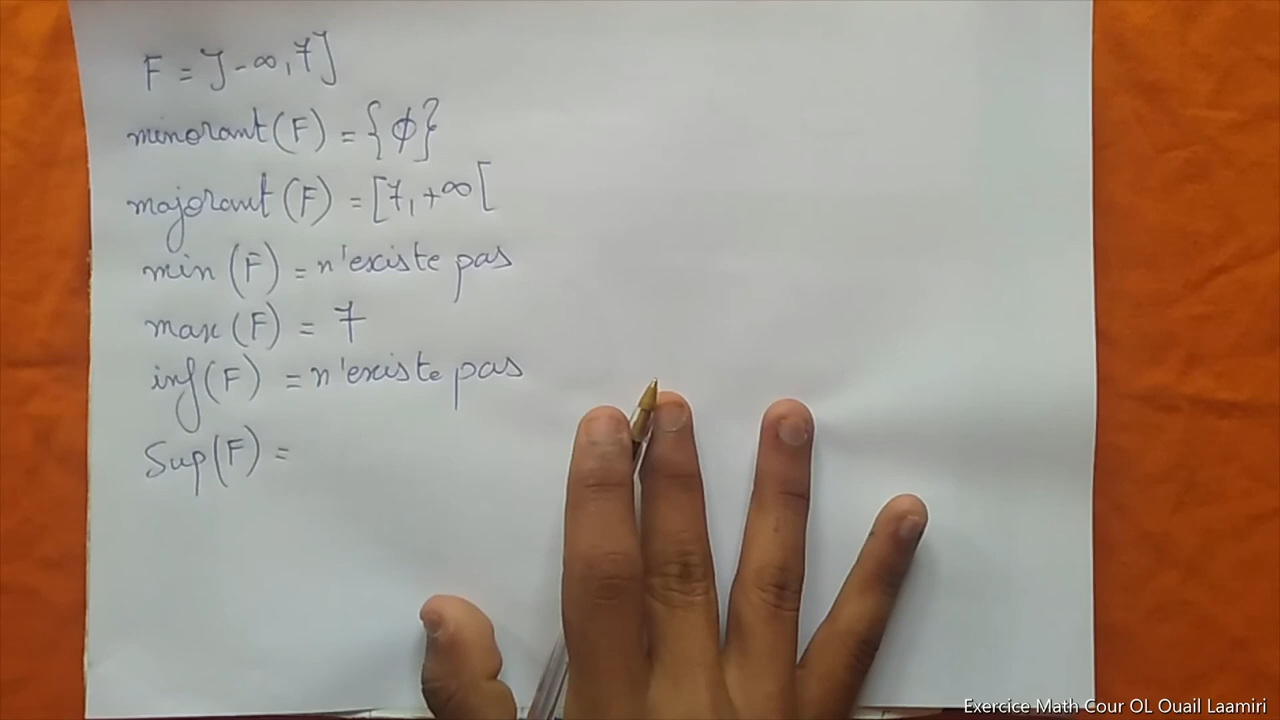 F = ]-∞, 7]
minorant(F) = {ϕ}
majorant(F) = [7, +∞[
min(F) = n'existe pas
max(F) = 7
inf(F) = n'existe pas
Sup(F) =
Exercice Math Cour OL Ouail Laamiri